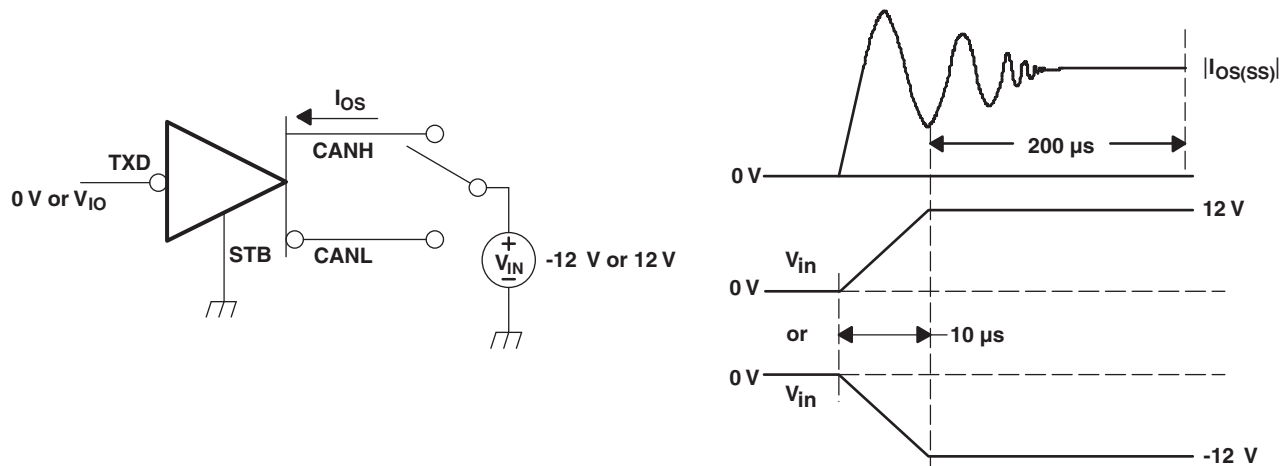 I_OS
CANH
TXD
0 V or V_IO
STB
CANL
+
V_IN
–
-12 V or 12 V
|I_OS(SS)|
200 µs
0 V
12 V
V_in
0 V
or
10 µs
0 V
V_in
-12 V